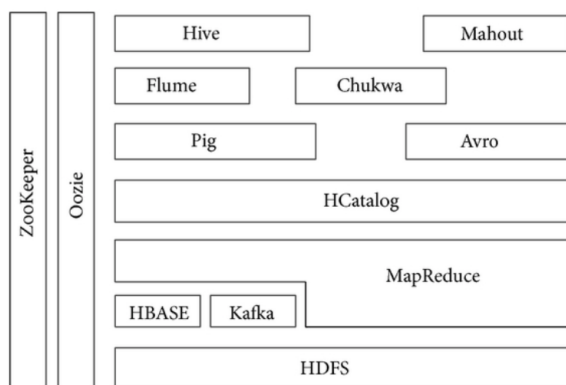 ZooKeeper
Oozie
Hive
Mahout
Flume
Chukwa
Pig
Avro
HCatalog
MapReduce
HBASE
Kafka
HDFS